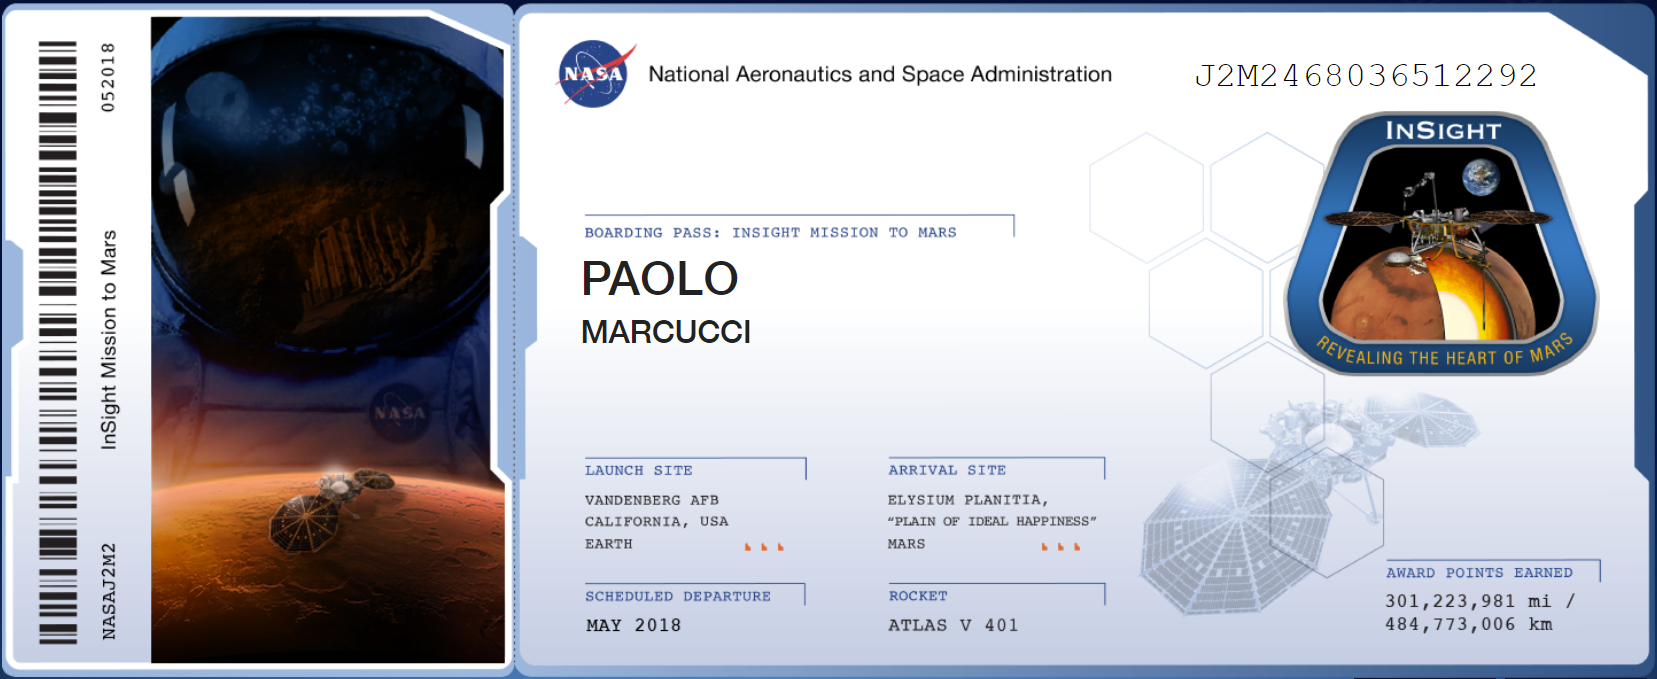 052018
InSight Mission to Mars
NASAJ2M2
NASA
NASA
National Aeronautics and Space Administration
J2M2468036512292
INSIGHT
REVEALING THE HEART OF MARS
BOARDING PASS: INSIGHT MISSION TO MARS
PAOLO
MARCUCCI
LAUNCH SITE
VANDENBERG AFB
CALIFORNIA, USA
EARTH
ARRIVAL SITE
ELYSIUM PLANITIA,
“PLAIN OF IDEAL HAPPINESS”
MARS
SCHEDULED DEPARTURE
MAY 2018
ROCKET
ATLAS V 401
AWARD POINTS EARNED
301,223,981 mi /
484,773,006 km